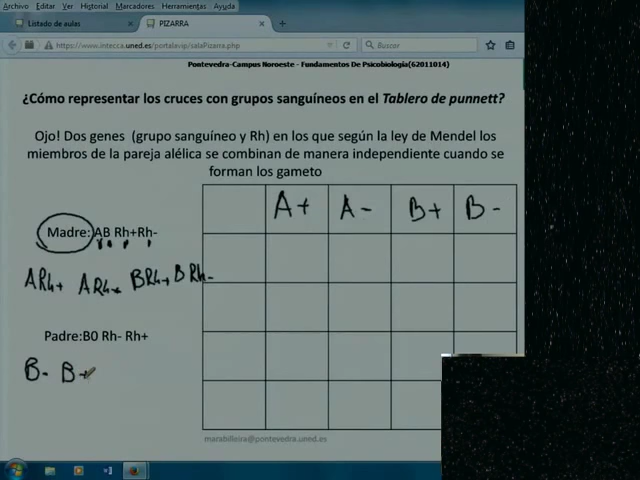 Archivo Editar Ver Historial Marcadores Herramientas Ayuda
Listado de aulas × PIZARRA ×
https://www.intecca.uned.es/portalavip/salaPizarra.php Buscar
Pontevedra-Campus Noroeste - Fundamentos De Psicobiología(62011014)
¿Cómo representar los cruces con grupos sanguíneos en el Tablero de punnett?
Ojo! Dos genes (grupo sanguíneo y Rh) en los que según la ley de Mendel los
miembros de la pareja alélica se combinan de manera independiente cuando se
forman los gameto
A+ A- B+ B-
Madre: AB Rh+Rh-
ARh+ ARh- BRh+ BRh-
Padre:B0 Rh- Rh+
B- B+
marabilleira@pontevedra.uned.es